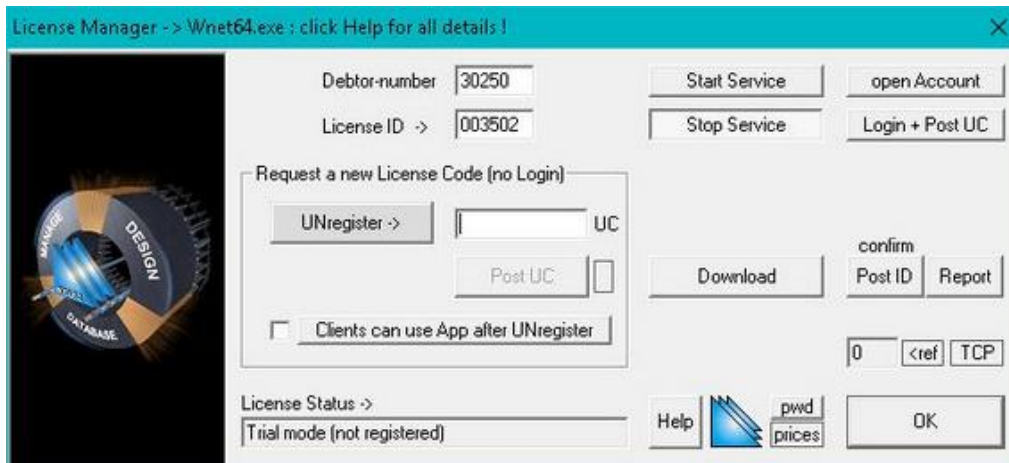 License Manager -> Wnet64.exe : click Help for all details !
Debtor-number 30250 Start Service open Account
License ID -> 003502 Stop Service Login + Post UC
Request a new License Code (no Login)
UNregister -> UC
confirm
Post UC Download Post ID Report
Clients can use App after UNregister
0 <ref TCP
License Status ->
Trial mode (not registered) Help pwd
prices OK
MANAGE
DESIGN
DATABASE